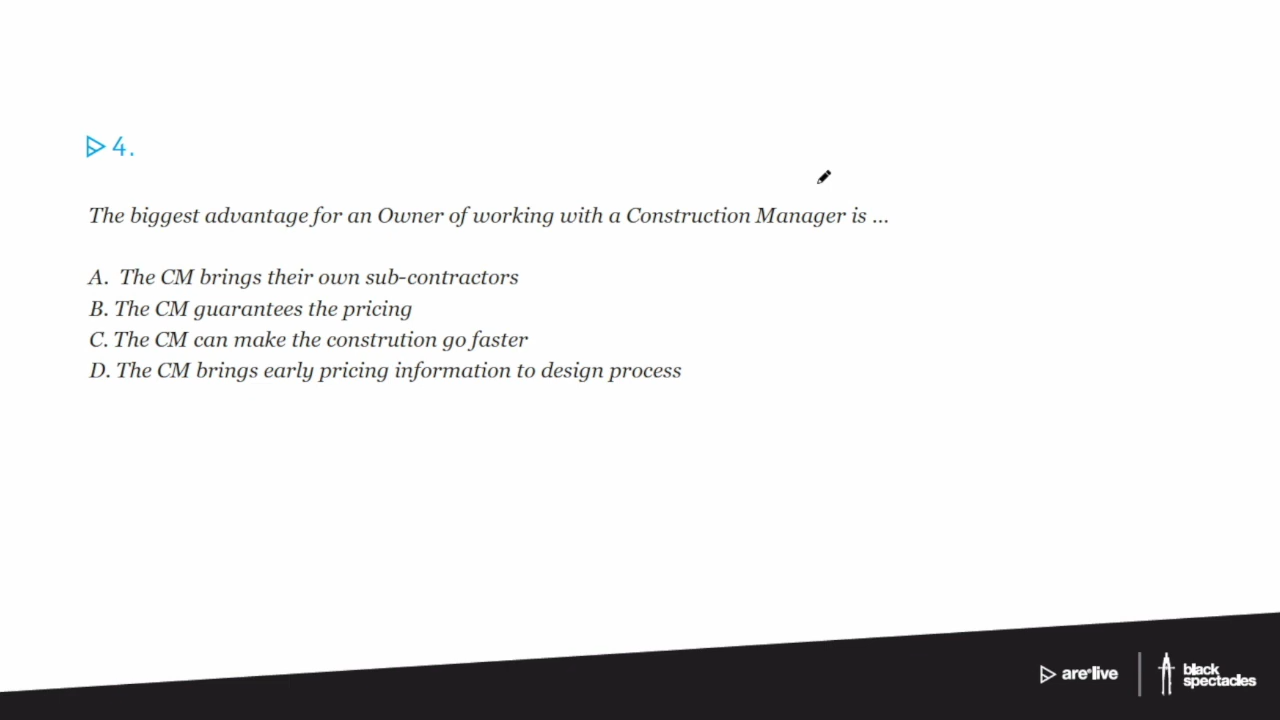 4.
The biggest advantage for an Owner of working with a Construction Manager is ...
A. The CM brings their own sub-contractors
B. The CM guarantees the pricing
C. The CM can make the constrution go faster
D. The CM brings early pricing information to design process
are®live
black
spectacles